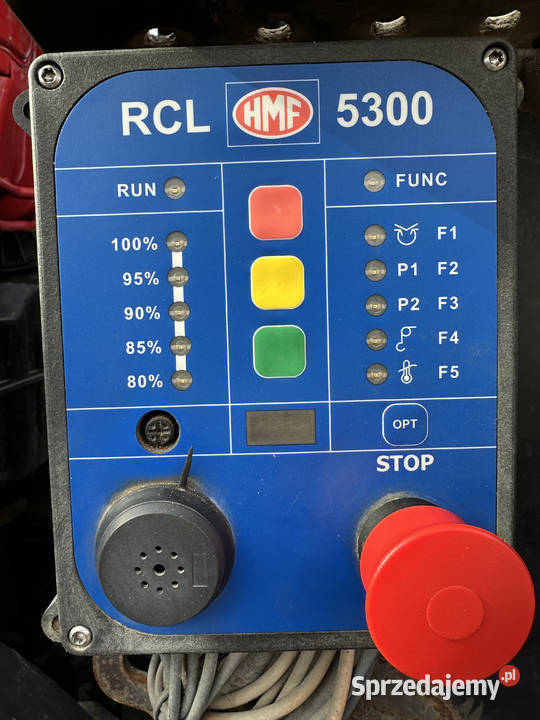 RCL HMF 5300
RUN
FUNC
100%
95%
90%
85%
80%
F1
P1 F2
P2 F3
F4
F5
OPT
STOP
Sprzedajemy.pl